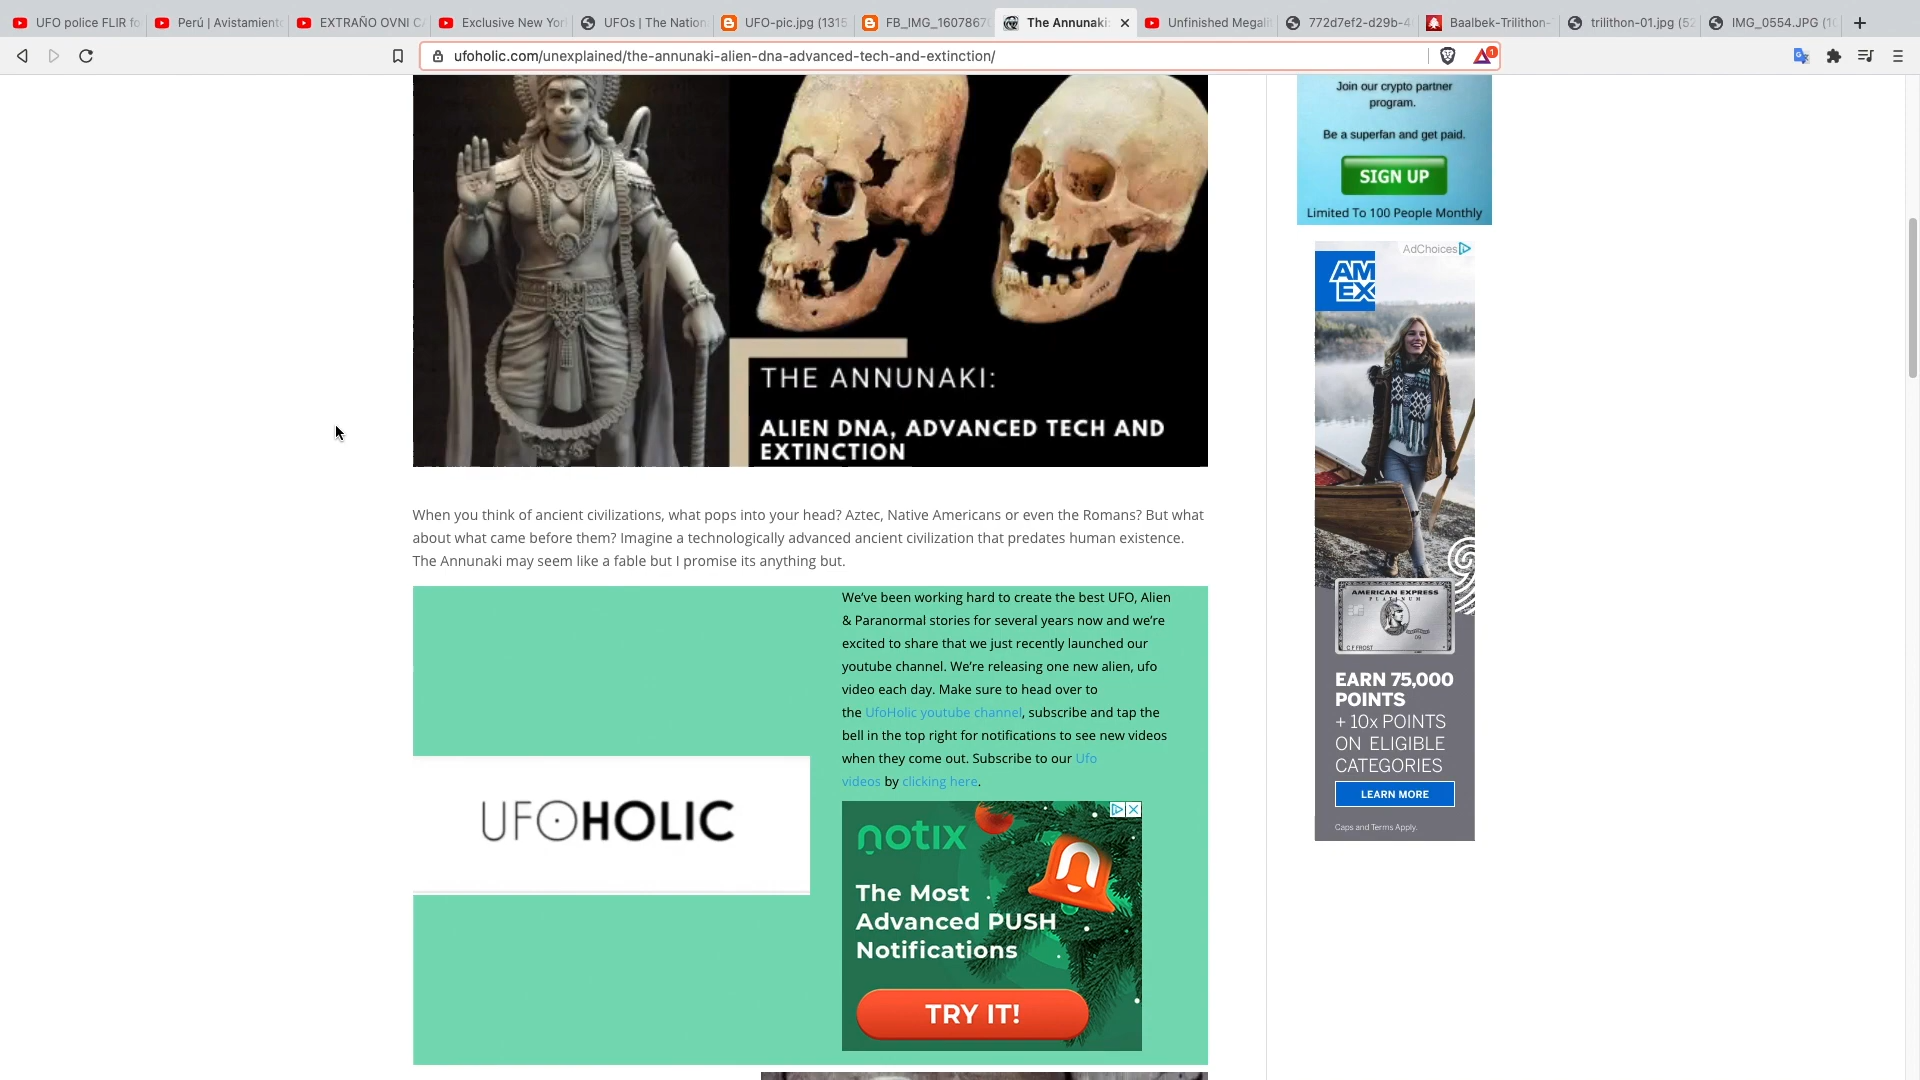 UFO police FLIR fo
Perú | Avistamient
EXTRAÑO OVNI C
Exclusive New Yor
UFOs | The Nation
UFO-pic.jpg (1315
FB_IMG_16078670
The Annunaki:
Unfinished Megali
772d7ef2-d29b-4
Baalbek-Trilithon-
trilithon-01.jpg (52
IMG_0554.JPG (10
ufoholic.com/unexplained/the-annunaki-alien-dna-advanced-tech-and-extinction/
1
THE ANNUNAKI:
ALIEN DNA, ADVANCED TECH AND
EXTINCTION
When you think of ancient civilizations, what pops into your head? Aztec, Native Americans or even the Romans? But what
about what came before them? Imagine a technologically advanced ancient civilization that predates human existence.
The Annunaki may seem like a fable but I promise its anything but.
We've been working hard to create the best UFO, Alien
& Paranormal stories for several years now and we're
excited to share that we just recently launched our
youtube channel. We're releasing one new alien, ufo
video each day. Make sure to head over to
the UfoHolic youtube channel, subscribe and tap the
bell in the top right for notifications to see new videos
when they come out. Subscribe to our Ufo
videos by clicking here.
UFOHOLIC
notix
The Most
Advanced PUSH
Notifications
TRY IT!
Join our crypto partner
program.
Be a superfan and get paid.
SIGN UP
Limited To 100 People Monthly
AdChoices
AM
EX
AMERICAN EXPRESS
PLATINUM
C F FROST
EARN 75,000
POINTS
+ 10x POINTS
ON ELIGIBLE
CATEGORIES
LEARN MORE
Caps and Terms Apply.